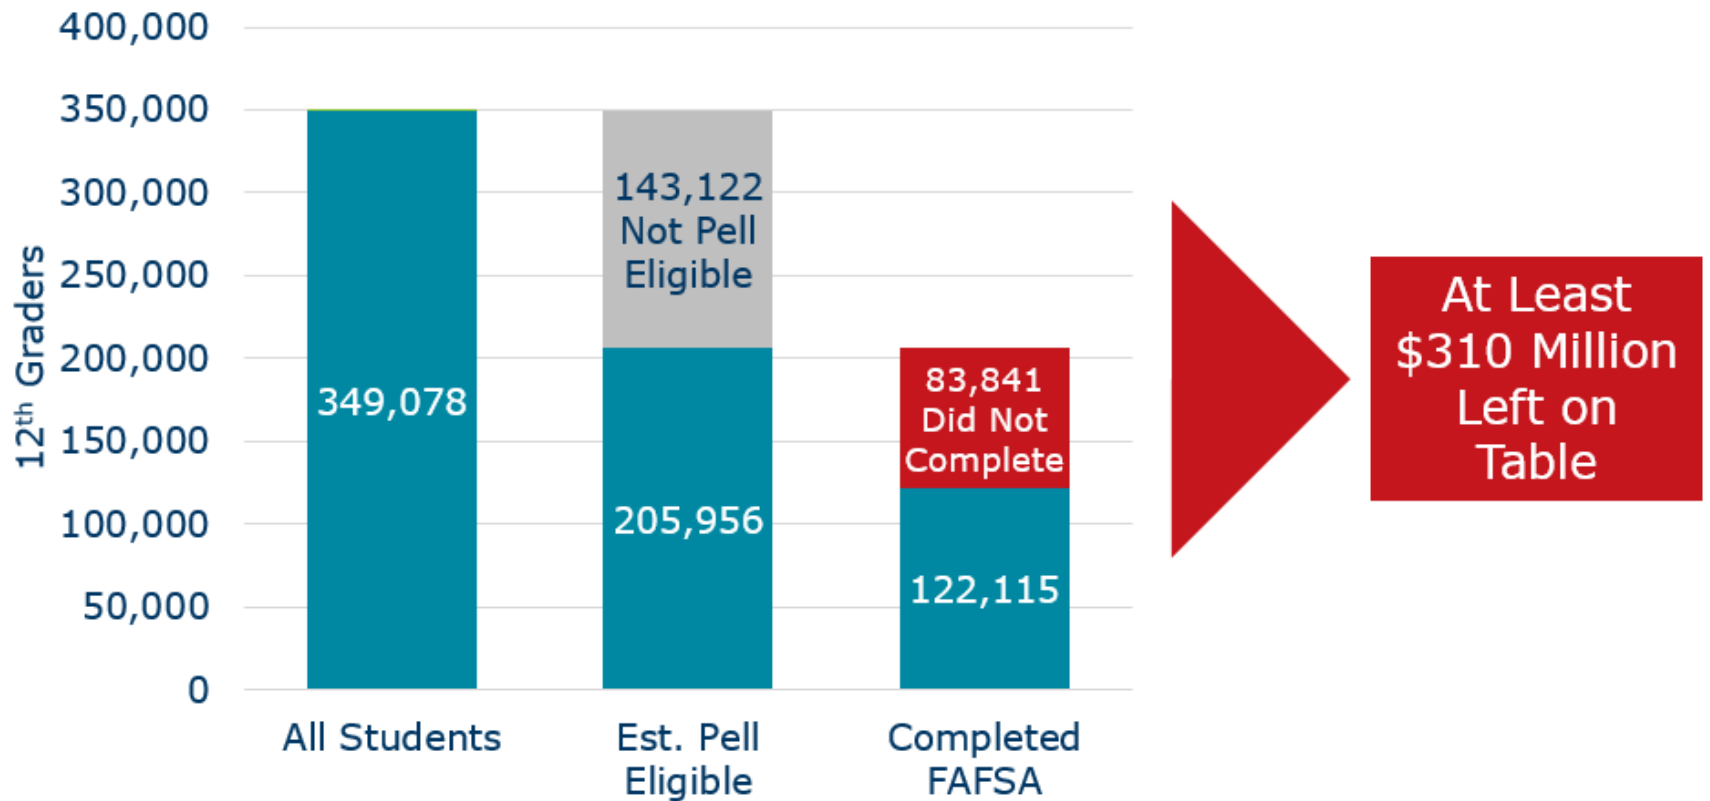 400,000
350,000
300,000
250,000
200,000
150,000
100,000
50,000
0
12th Graders
349,078
143,122
Not Pell
Eligible
205,956
83,841
Did Not
Complete
122,115
All Students
Est. Pell
Eligible
Completed
FAFSA
At Least
$310 Million
Left on
Table